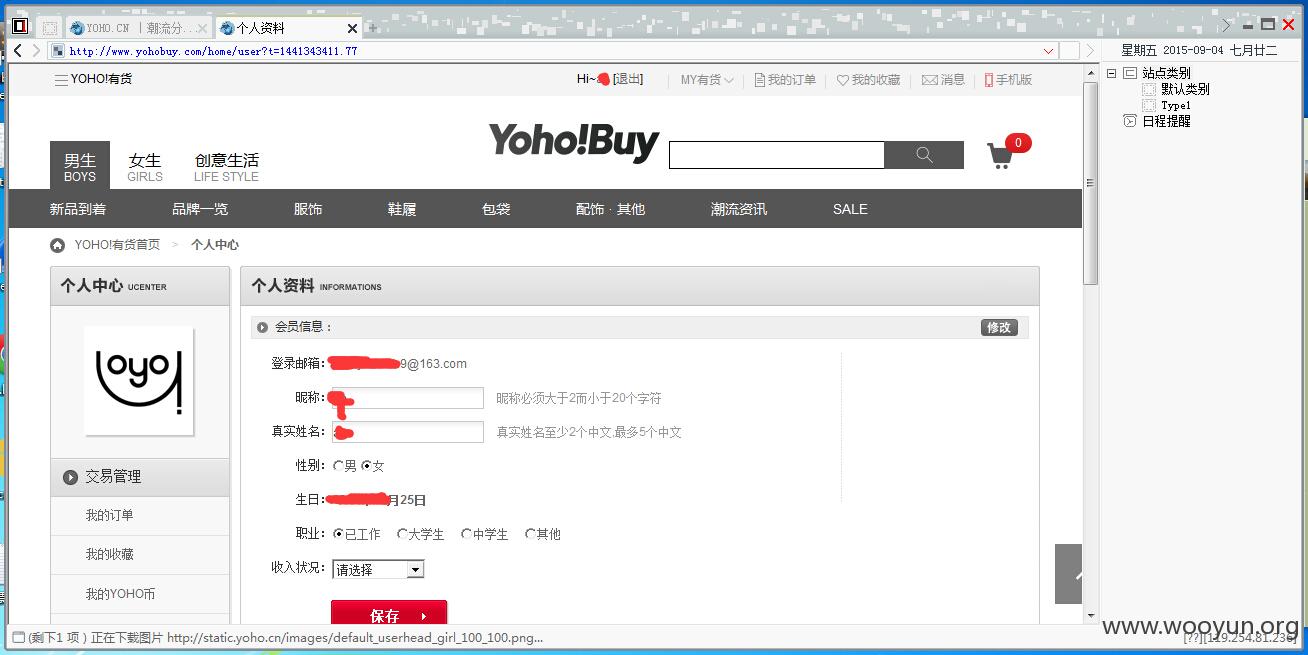 YOHO.CN | 潮流分...
个人资料
http://www.yohobuy.com/home/user?t=1441343411.77
星期五 2015-09-04 七月廿二
站点类别
默认类别
Type1
日程提醒
YOHO!有货
Hi~ [退出]
MY有货
我的订单
我的收藏
消息
手机版
男生
BOYS
女生
GIRLS
创意生活
LIFE STYLE
Yoho!Buy
0
新品到着
品牌一览
服饰
鞋履
包袋
配饰 · 其他
潮流资讯
SALE
YOHO!有货首页 > 个人中心
个人中心 UCENTER
yoyo!
交易管理
我的订单
我的收藏
我的YOHO币
个人资料 INFORMATIONS
会员信息：
修改
登录邮箱: 9@163.com
昵称: 昵称必须大于2而小于20个字符
真实姓名: 真实姓名至少2个中文,最多5个中文
性别: 男 女
生日: 月25日
职业: 已工作 大学生 中学生 其他
收入状况: 请选择
保存
(剩下1 项) 正在下载图片 http://static.yoho.cn/images/default_userhead_girl_100_100.png...
www.wooyun.org
[??][119.254.81.236]